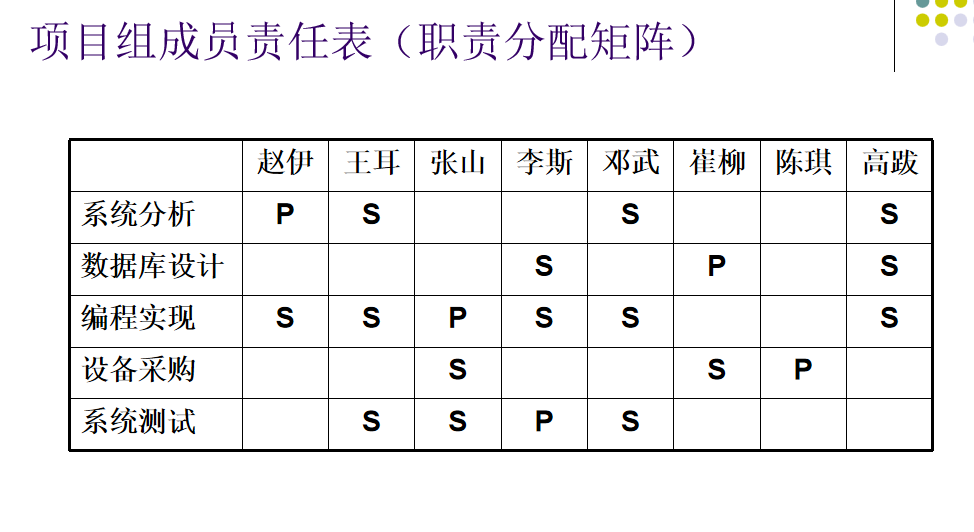 项目组成员责任表（职责分配矩阵）
赵伊 王耳 张山 李斯 邓武 崔柳 陈琪 高跋
系统分析 P S S S
数据库设计 S P S
编程实现 S S P S S S
设备采购 S S P
系统测试 S S P S